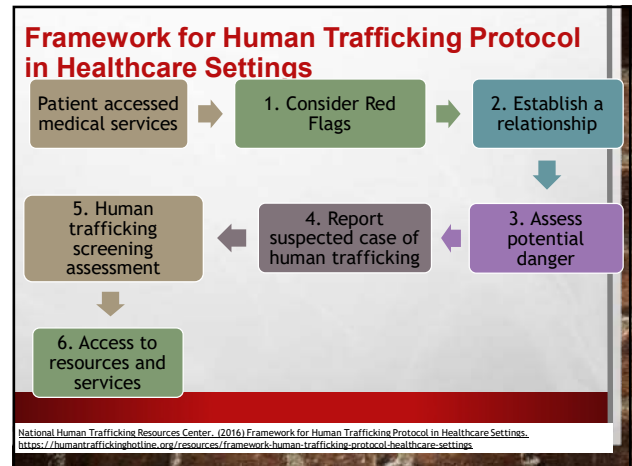 Framework for Human Trafficking Protocol
in Healthcare Settings
Patient accessed
medical services
1. Consider Red
Flags
2. Establish a
relationship
3. Assess
potential
danger
4. Report
suspected case of
human trafficking
5. Human
trafficking
screening
assessment
6. Access to
resources and
services
National Human Trafficking Resources Center. (2016) Framework for Human Trafficking Protocol in Healthcare Settings.
https://humantraffickinghotline.org/resources/framework-human-trafficking-protocol-healthcare-settings